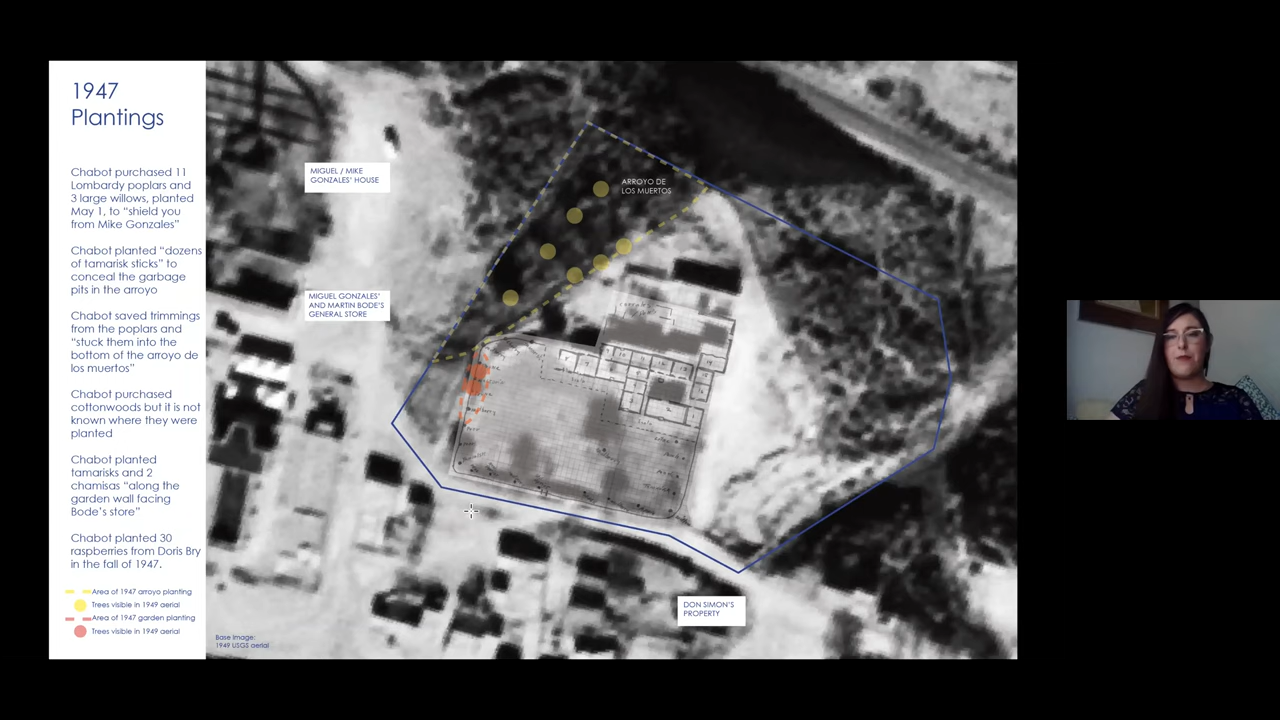 1947
Plantings
Chabot purchased 11
Lombardy poplars and
3 large willows, planted
May 1, to “shield you
from Mike Gonzales”
Chabot planted “dozens
of tamarisk sticks” to
conceal the garbage
pits in the arroyo
Chabot saved trimmings
from the poplars and
“stuck them into the
bottom of the arroyo de
los muertos”
Chabot purchased
cottonwoods but it is not
known where they were
planted
Chabot planted
tamarisks and 2
chamisas “along the
garden wall facing
Bode’s store”
Chabot planted 30
raspberries from Doris Bry
in the fall of 1947.
Area of 1947 arroyo planting
Trees visible in 1949 aerial
Area of 1947 garden planting
Trees visible in 1949 aerial
MIGUEL / MIKE
GONZALES’ HOUSE
ARROYO DE
LOS MUERTOS
MIGUEL GONZALES’
AND MARTIN BODE’S
GENERAL STORE
DON SIMON’S
PROPERTY
Base Image:
1949 USGS aerial